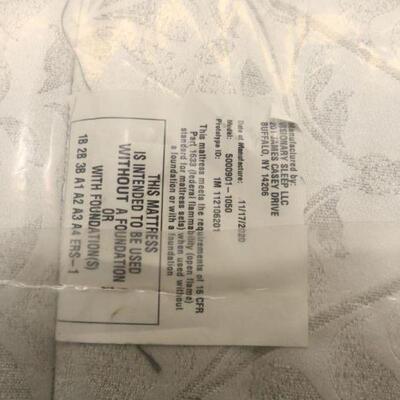 Manufactured by:
VISIONARY SLEEP LLC
201 JAMES CASEY DRIVE
BUFFALO, NY 14206
Date of Manufacture: 11/17/2020
Model: 5000901-1050
Prototype ID: 1M 112106201
This mattress meets the requirements of 16 CFR
Part 1633 (federal flammability (open flame)
standard for mattress sets) when used without
a foundation or with a foundation
THIS MATTRESS
IS INTENDED TO BE USED
WITHOUT A FOUNDATION
OR
WITH FOUNDATION(S)
1B 2B 3B A1 A2 A3 A4 ERS-1